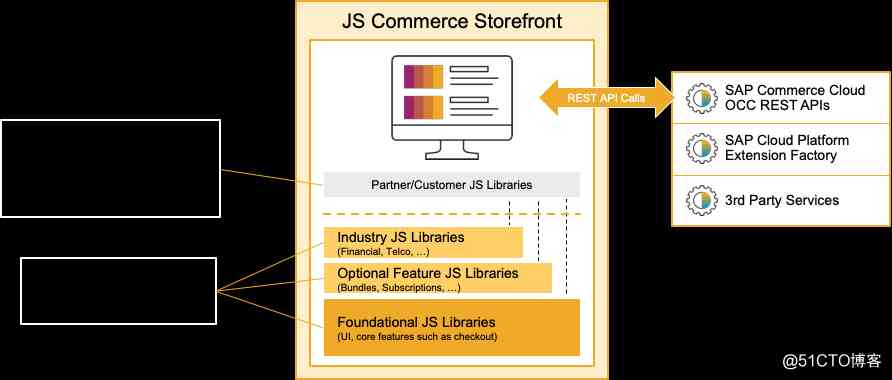 JS Commerce Storefront
REST API Calls
SAP Commerce Cloud
OCC REST APIs
SAP Cloud Platform
Extension Factory
3rd Party Services
Partner/Customer JS Libraries
Industry JS Libraries
(Financial, Telco, …)
Optional Feature JS Libraries
(Bundles, Subscriptions, …)
Foundational JS Libraries
(UI, core features such as checkout)
@51CTO博客